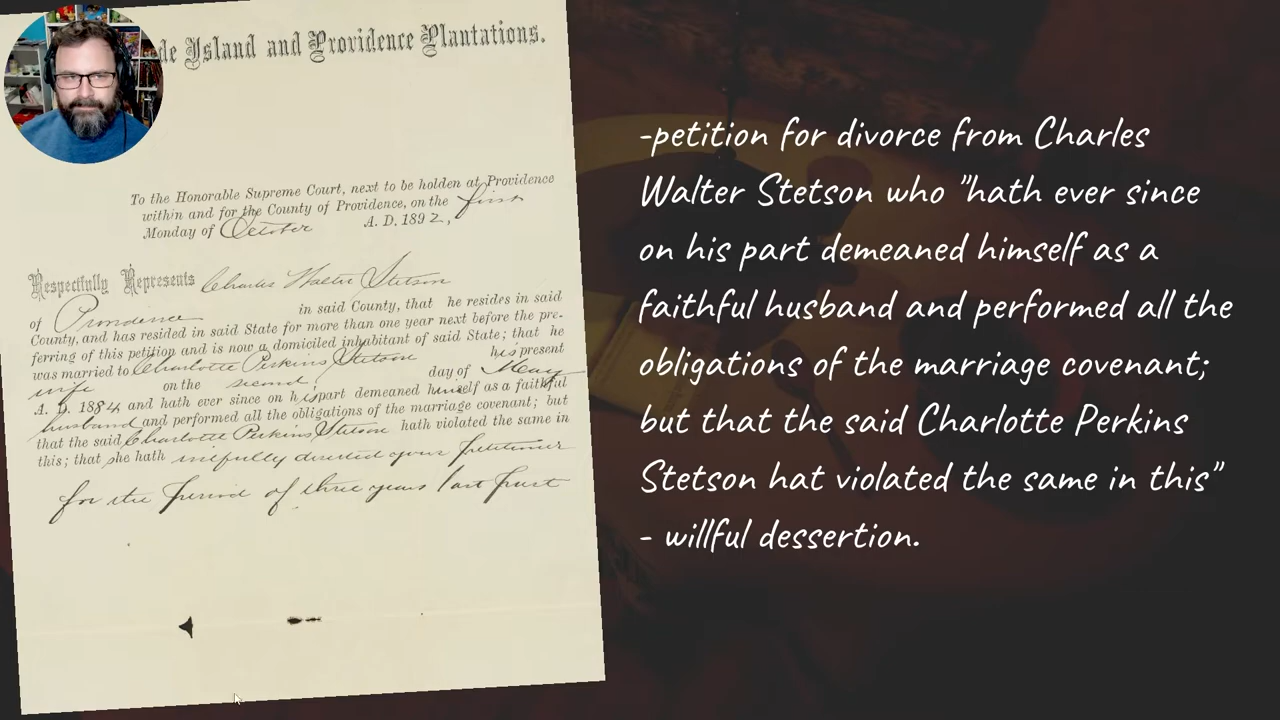 de Island and Providence Plantations.
To the Honorable Supreme Court, next to be holden at Providence
within and for the County of Providence, on the first
Monday of October A. D. 1892,
Respectfully Represents Charles Walter Stetson
of Providence in said County, that he resides in said
County, and has resided in said State for more than one year next before the pre-
ferring of this petition and is now a domiciled inhabitant of said State; that he
was married to Charlotte Perkins Stetson his present
wife on the second day of May
A. D. 1884 and hath ever since on his part demeaned himself as a faithful
husband and performed all the obligations of the marriage covenant; but
that the said Charlotte Perkins Stetson hath violated the same in
this; that she hath wilfully deserted your petitioner
for the period of three years last past
-petition for divorce from Charles
Walter Stetson who "hath ever since
on his part demeaned himself as a
faithful husband and performed all the
obligations of the marriage covenant;
but that the said Charlotte Perkins
Stetson hat violated the same in this"
- willful dessertion.